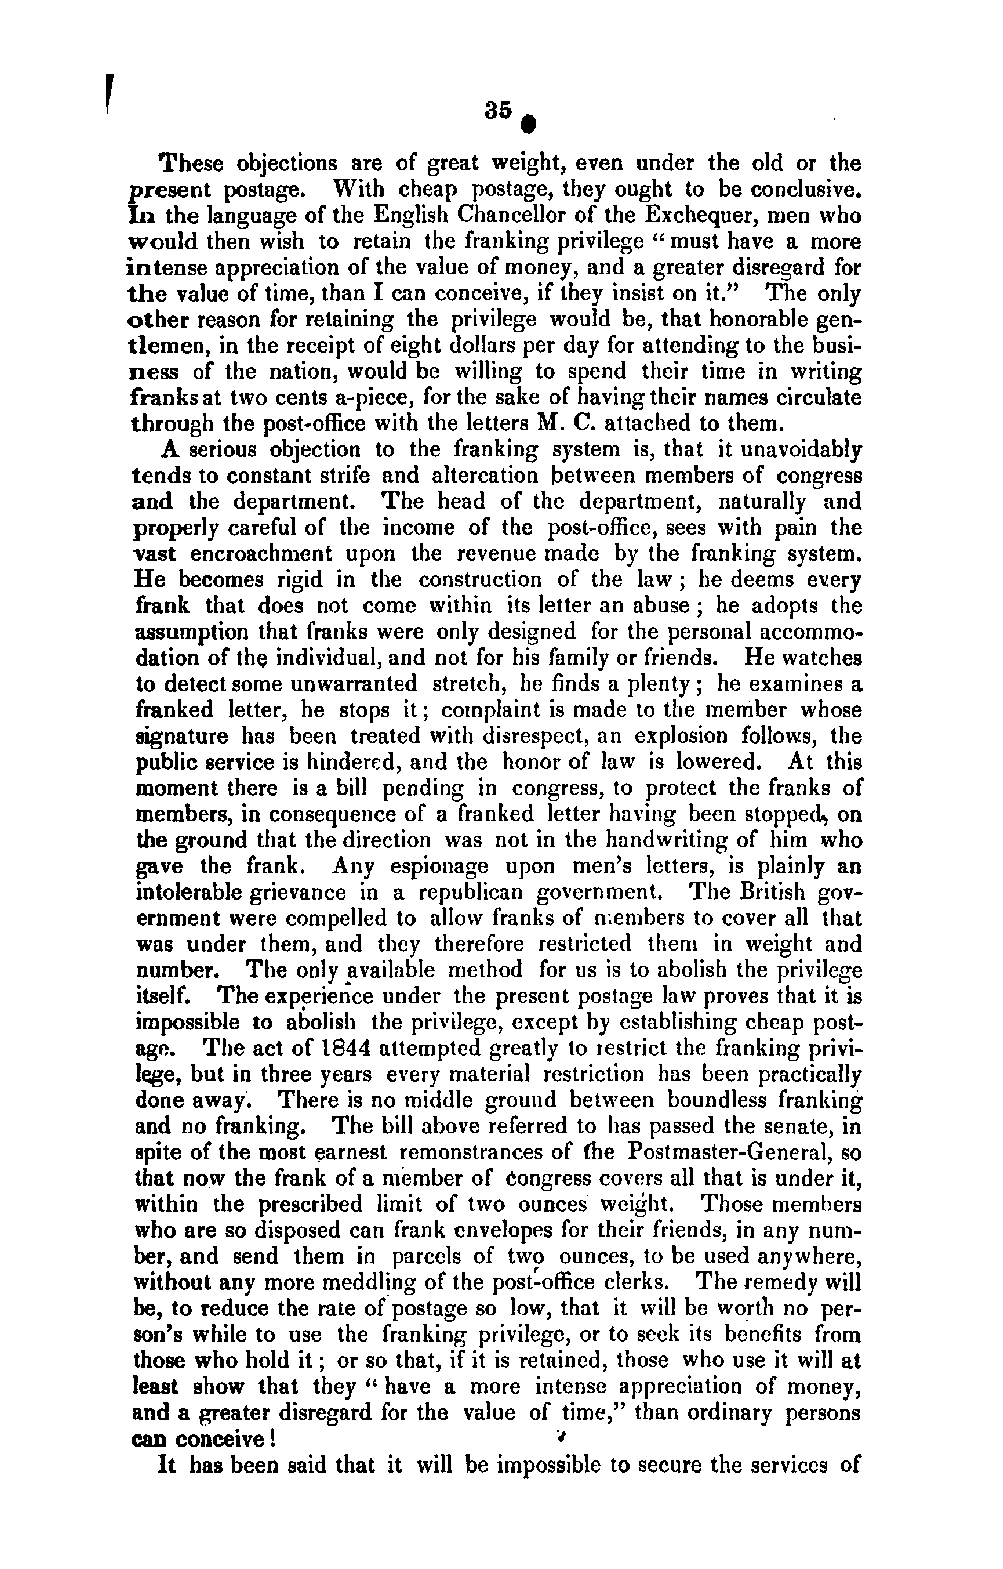 35
These objections are of great weight, even under the old or the
present postage. With cheap postage, they ought to be conclusive.
In the language of the English Chancellor of the Exchequer, men who
would then wish to retain the franking privilege “ must have a more
intense appreciation of the value of money, and a greater disregard for
the value of time, than I can conceive, if they insist on it.” The only
other reason for retaining the privilege would be, that honorable gen-
tlemen, in the receipt of eight dollars per day for attending to the busi-
ness of the nation, would be willing to spend their time in writing
franks at two cents a-piece, for the sake of having their names circulate
through the post-office with the letters M. C. attached to them.
A serious objection to the franking system is, that it unavoidably
tends to constant strife and altercation between members of congress
and the department. The head of the department, naturally and
properly careful of the income of the post-office, sees with pain the
vast encroachment upon the revenue made by the franking system.
He becomes rigid in the construction of the law ; he deems every
frank that does not come within its letter an abuse ; he adopts the
assumption that franks were only designed for the personal accommo-
dation of the individual, and not for his family or friends. He watches
to detect some unwarranted stretch, he finds a plenty ; he examines a
franked letter, he stops it ; complaint is made to the member whose
signature has been treated with disrespect, an explosion follows, the
public service is hindered, and the honor of law is lowered. At this
moment there is a bill pending in congress, to protect the franks of
members, in consequence of a franked letter having been stopped, on
the ground that the direction was not in the handwriting of him who
gave the frank. Any espionage upon men’s letters, is plainly an
intolerable grievance in a republican government. The British gov-
ernment were compelled to allow franks of members to cover all that
was under them, and they therefore restricted them in weight and
number. The only available method for us is to abolish the privilege
itself. The experience under the present postage law proves that it is
impossible to abolish the privilege, except by establishing cheap post-
age. The act of 1844 attempted greatly to restrict the franking privi-
lege, but in three years every material restriction has been practically
done away. There is no middle ground between boundless franking
and no franking. The bill above referred to has passed the senate, in
spite of the most earnest remonstrances of the Postmaster-General, so
that now the frank of a member of Congress covers all that is under it,
within the prescribed limit of two ounces weight. Those members
who are so disposed can frank envelopes for their friends, in any num-
ber, and send them in parcels of two ounces, to be used anywhere,
without any more meddling of the post-office clerks. The remedy will
be, to reduce the rate of postage so low, that it will be worth no per-
son’s while to use the franking privilege, or to seek its benefits from
those who hold it ; or so that, if it is retained, those who use it will at
least show that they “ have a more intense appreciation of money,
and a greater disregard for the value of time,” than ordinary persons
can conceive !
It has been said that it will be impossible to secure the services of